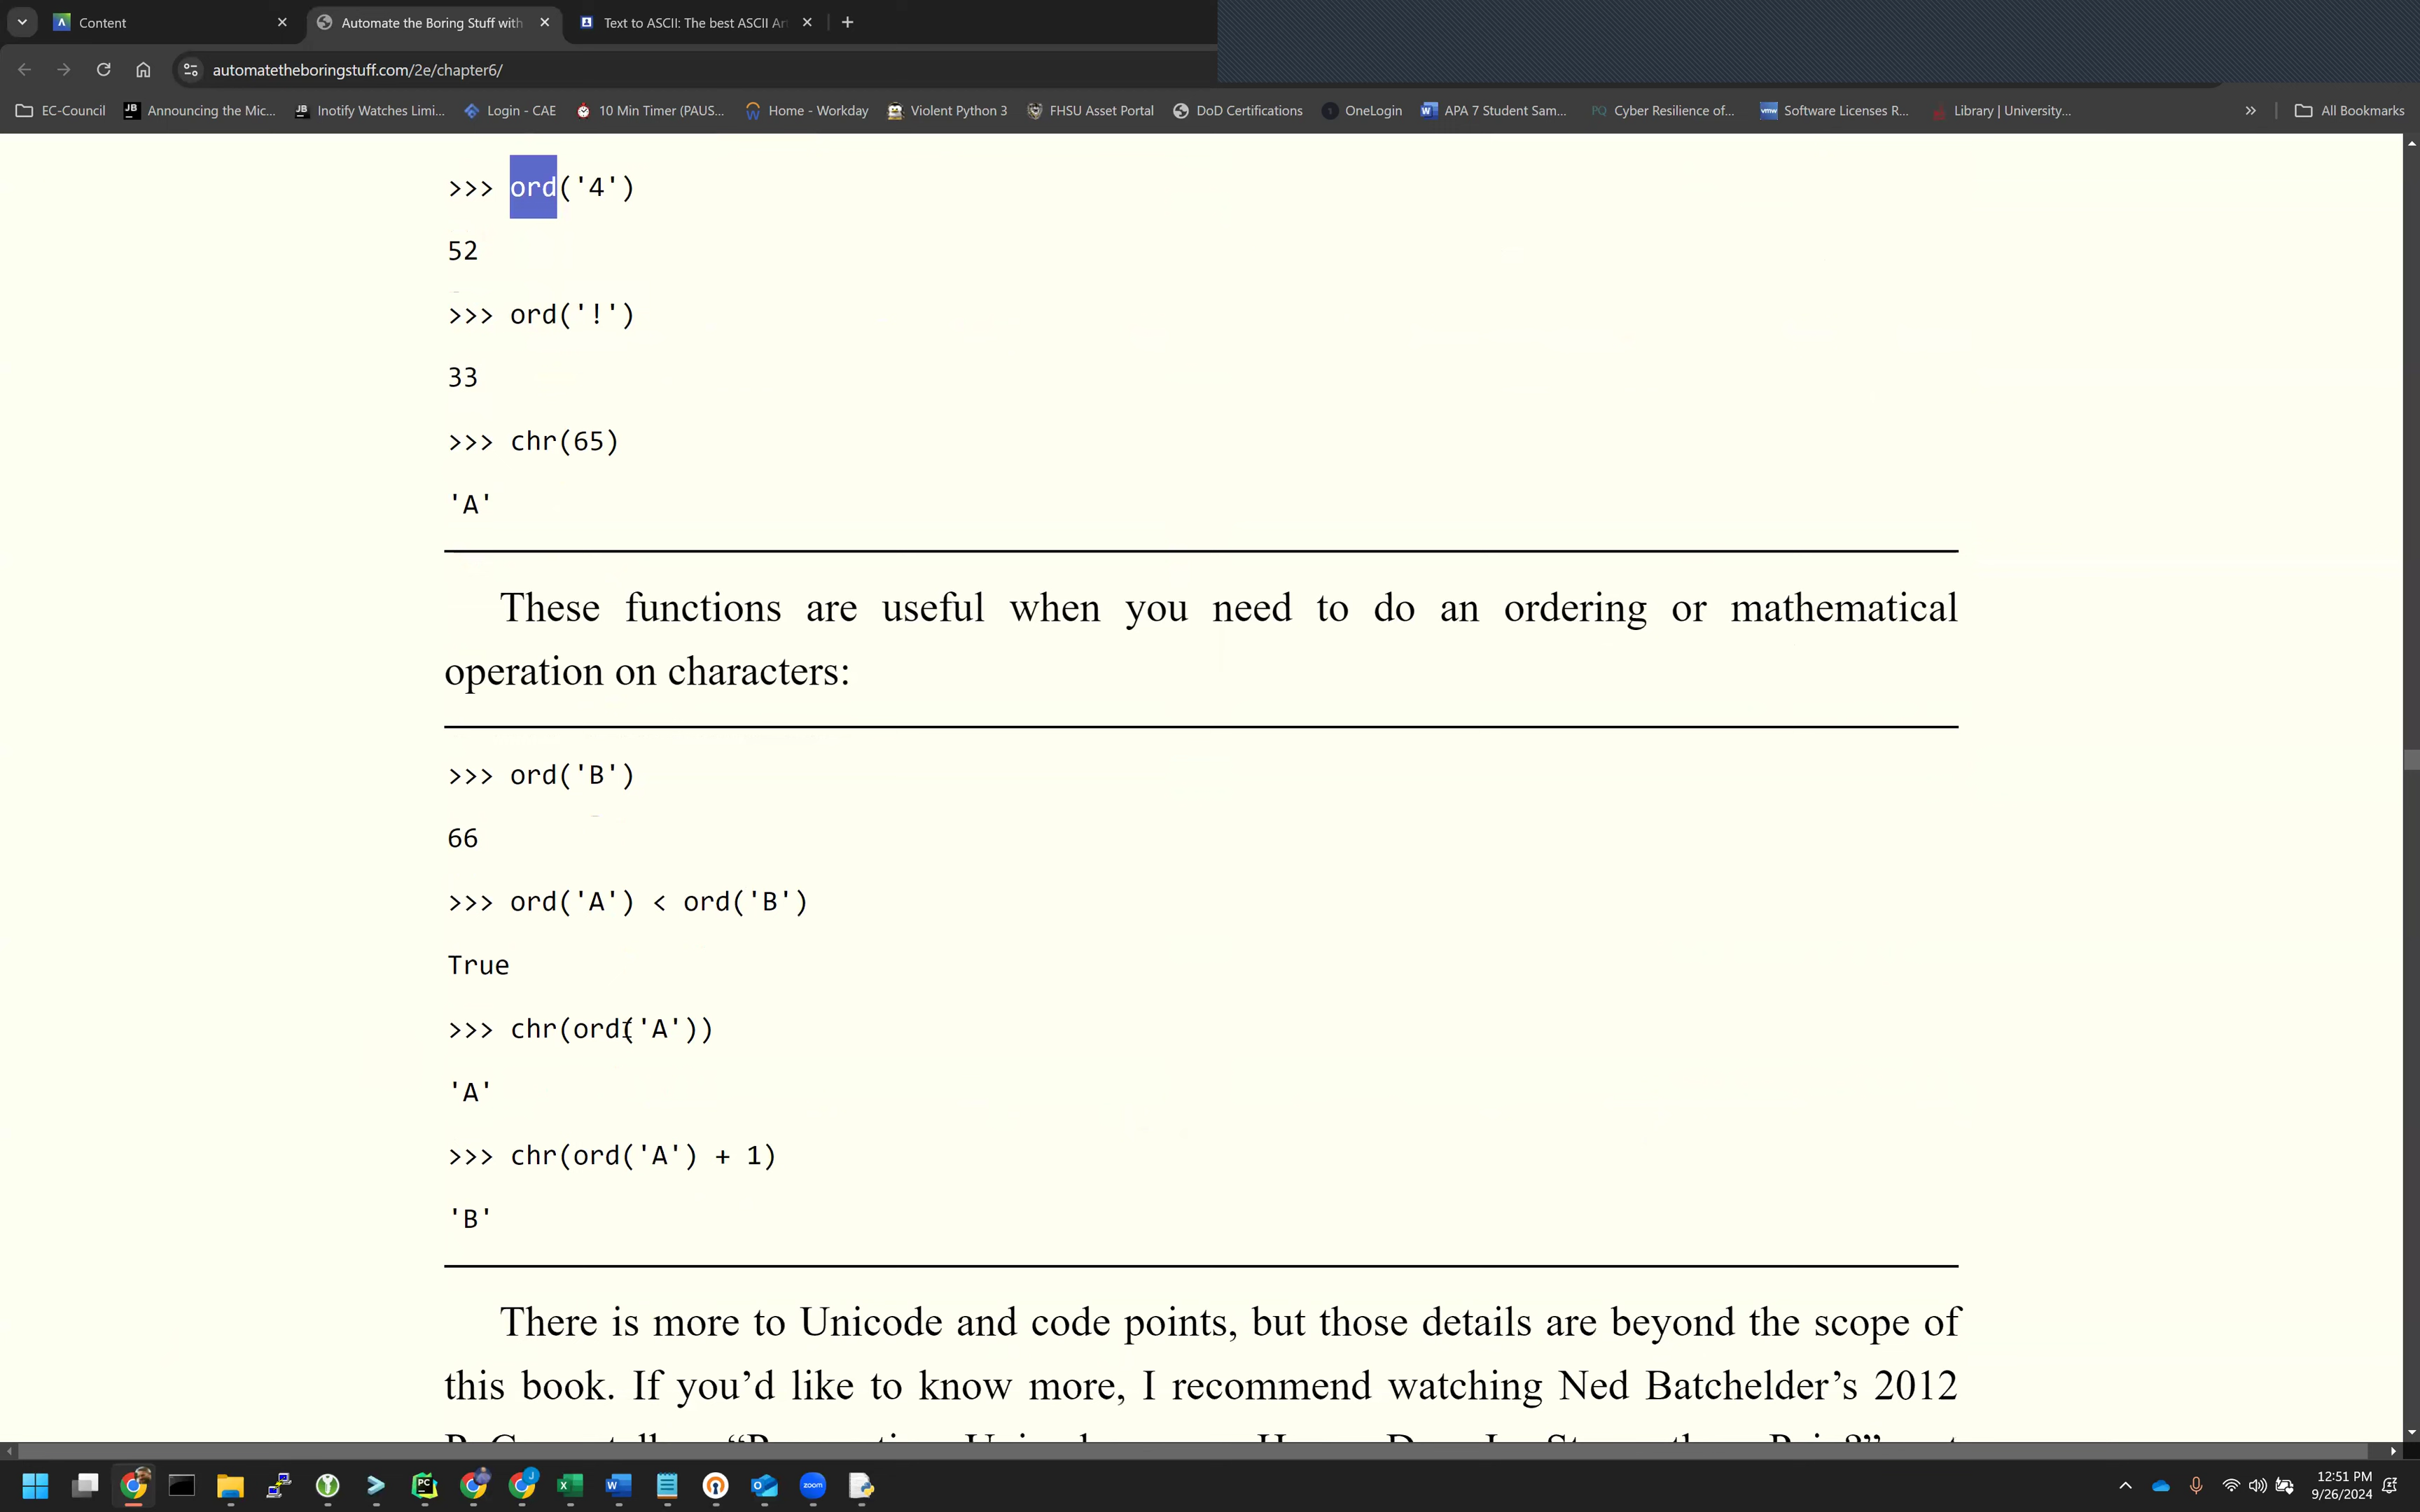 Content
Automate the Boring Stuff with
Text to ASCII: The best ASCII Ar
automatetheboringstuff.com/2e/chapter6/
EC-Council
Announcing the Mic...
Inotify Watches Limi...
Login - CAE
10 Min Timer (PAUS...
Home - Workday
Violent Python 3
FHSU Asset Portal
DoD Certifications
OneLogin
APA 7 Student Sam...
Cyber Resilience of...
Software Licenses R...
Library | University...
All Bookmarks
>>> ord('4')
52
>>> ord('!')
33
>>> chr(65)
'A'
These functions are useful when you need to do an ordering or mathematical
operation on characters:
>>> ord('B')
66
>>> ord('A') < ord('B')
True
>>> chr(ord('A'))
'A'
>>> chr(ord('A') + 1)
'B'
There is more to Unicode and code points, but those details are beyond the scope of
this book. If you’d like to know more, I recommend watching Ned Batchelder’s 2012
12:51 PM
9/26/2024